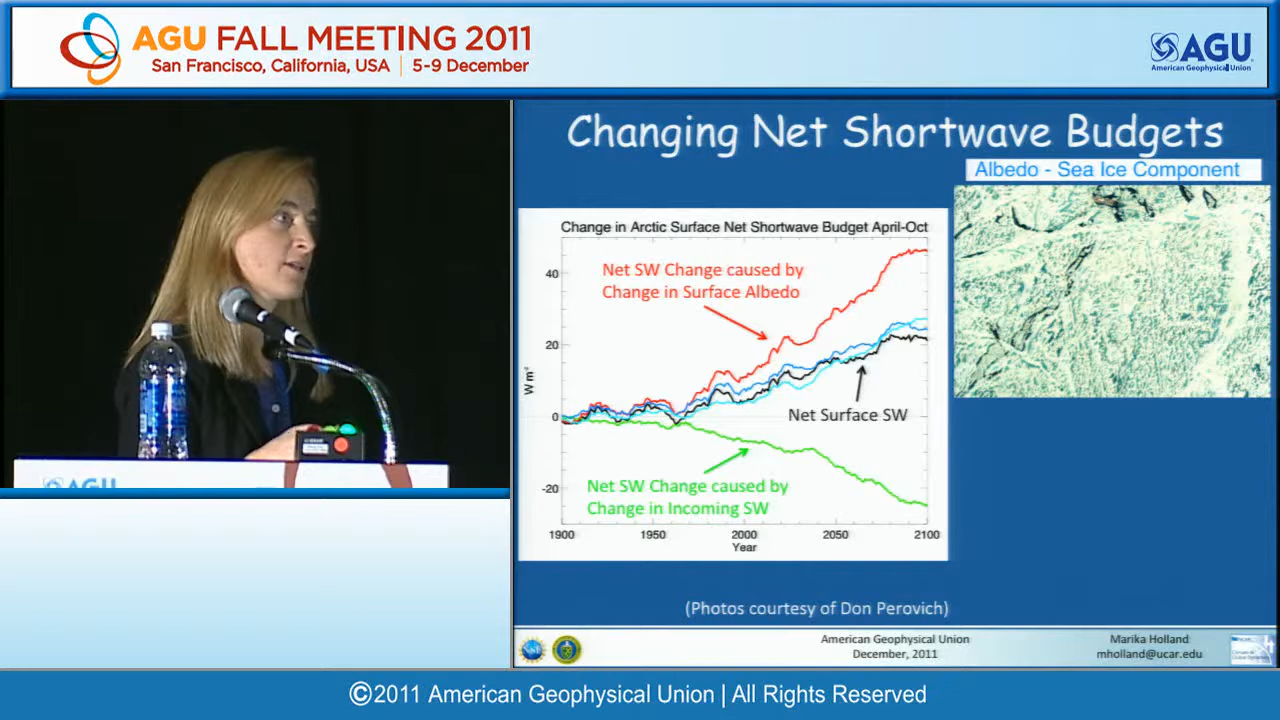 AGU FALL MEETING 2011
San Francisco, California, USA | 5-9 December
AGU
American Geophysical Union
Changing Net Shortwave Budgets
Albedo - Sea Ice Component
Change in Arctic Surface Net Shortwave Budget April-Oct
Net SW Change caused by
Change in Surface Albedo
Net Surface SW
Net SW Change caused by
Change in Incoming SW
W m⁻²
40
20
0
-20
1900
1950
2000
2050
2100
Year
(Photos courtesy of Don Perovich)
American Geophysical Union
December, 2011
Marika Holland
mholland@ucar.edu
AGU
©2011 American Geophysical Union | All Rights Reserved